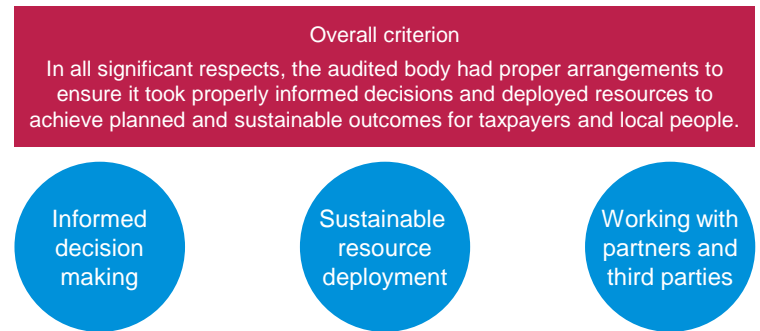 Overall criterion
In all significant respects, the audited body had proper arrangements to
ensure it took properly informed decisions and deployed resources to
achieve planned and sustainable outcomes for taxpayers and local people.
Informed
decision
making
Sustainable
resource
deployment
Working with
partners and
third parties